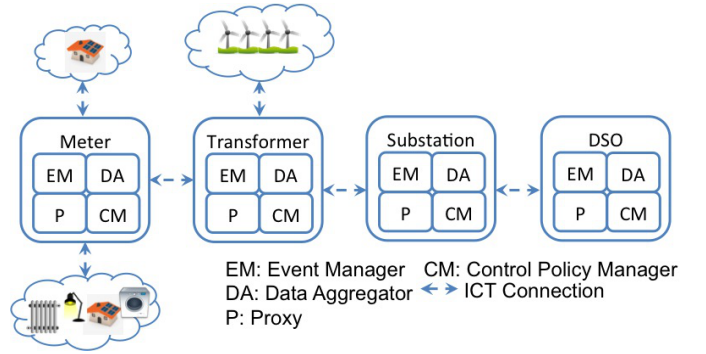 Meter
EM DA
P CM
Transformer
EM DA
P CM
Substation
EM DA
P CM
DSO
EM DA
P CM
EM: Event Manager CM: Control Policy Manager
DA: Data Aggregator ICT Connection
P: Proxy